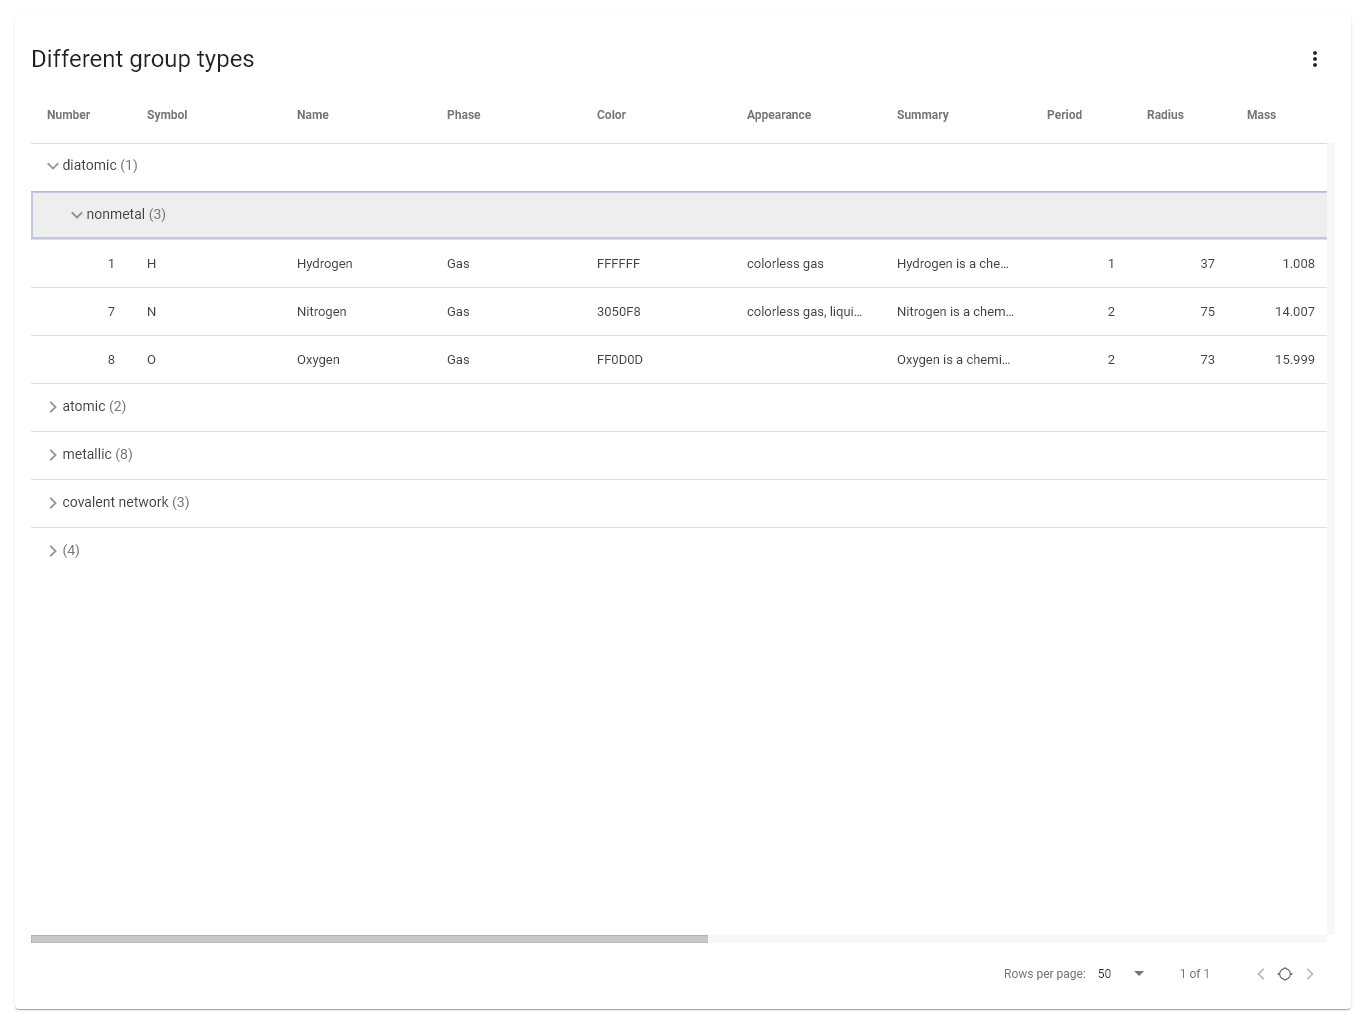 Different group types
Number Symbol Name Phase Color Appearance Summary Period Radius Mass
diatomic (1)
nonmetal (3)
1 H Hydrogen Gas FFFFFF colorless gas Hydrogen is a che… 1 37 1.008
7 N Nitrogen Gas 3050F8 colorless gas, liqui… Nitrogen is a chem… 2 75 14.007
8 O Oxygen Gas FF0D0D Oxygen is a chemi… 2 73 15.999
atomic (2)
metallic (8)
covalent network (3)
(4)
Rows per page: 50 1 of 1